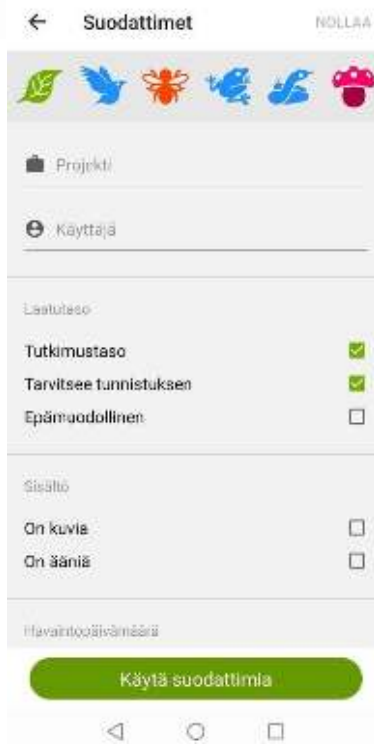 Suodattimet
NOLLAA
Projekti
Käyttäjä
Laatutaso
Tutkimustaso
Tarvitsee tunnistuksen
Epämuodollinen
Sisältö
On kuvia
On ääniä
Havaintopäivämäärä
Käytä suodattimia